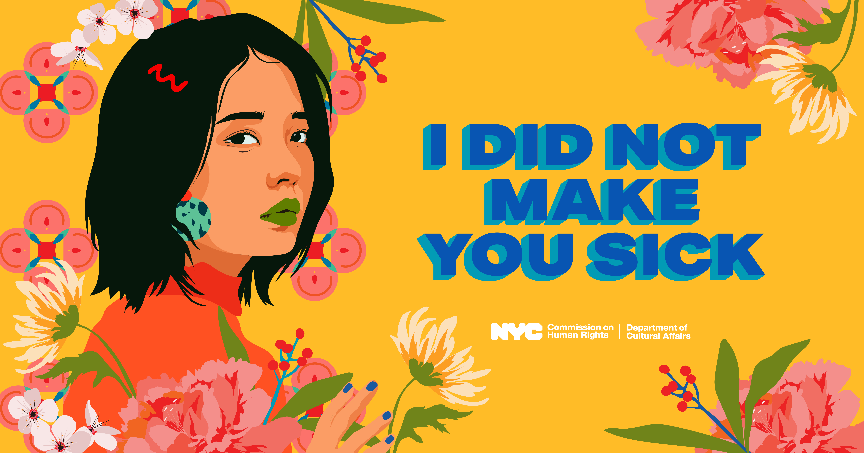 I DID NOT
MAKE
YOU SICK
NYC Commission on Human Rights | Department of Cultural Affairs